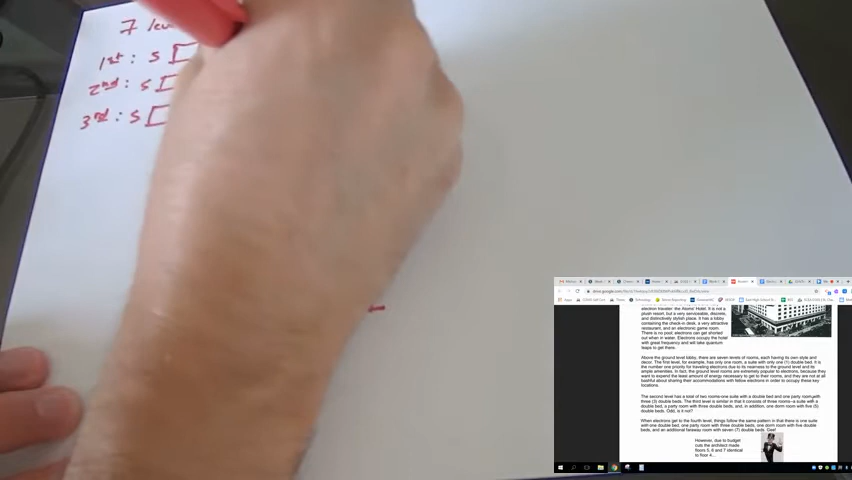 7 lev
1st: S
2nd: S
3rd: S
electron traveler the Atomic Hotel. It is not a
plush resort, but a very serviceable, discrete,
and distinctively stylish place. It has a lobby
containing the check-in desk, a very attractive
restaurant, and an electronic game room.
There is no pool; electrons can get shorted
out when in water. Electrons occupy the hotel
with great frequency and will take quantum
leaps to get there.
Above the ground level lobby, there are seven levels of rooms, each having its own style and
decor. The first level, for example, has only one room, a suite with only one (1) double bed. It
is the number one priority for traveling electrons due to its nearness to the ground level and its
ample amenities. In fact, the ground level rooms are extremely popular to electrons, because they
want to expend the least amount of energy necessary to get to their rooms, and they are not at all
bashful about sharing their accommodations with fellow electrons in order to occupy these key
locations.
The second level has a total of two rooms-one suite with a double bed and one party room with
three (3) double beds. The third level is similar in that it consists of three rooms-a suite with a
double bed, a party room with three double beds, and, in addition, one dorm room with five (5)
double beds. Odd, is it not?
When electrons get to the fourth level, things follow the same pattern in that there is one suite
with one double bed, one party room with three double beds, one dorm room with five double
beds, and an additional faraway room with seven (7) double beds. Gee!
However, due to budget
cuts the architect made
floors 5, 6 and 7 identical
to floor 4...